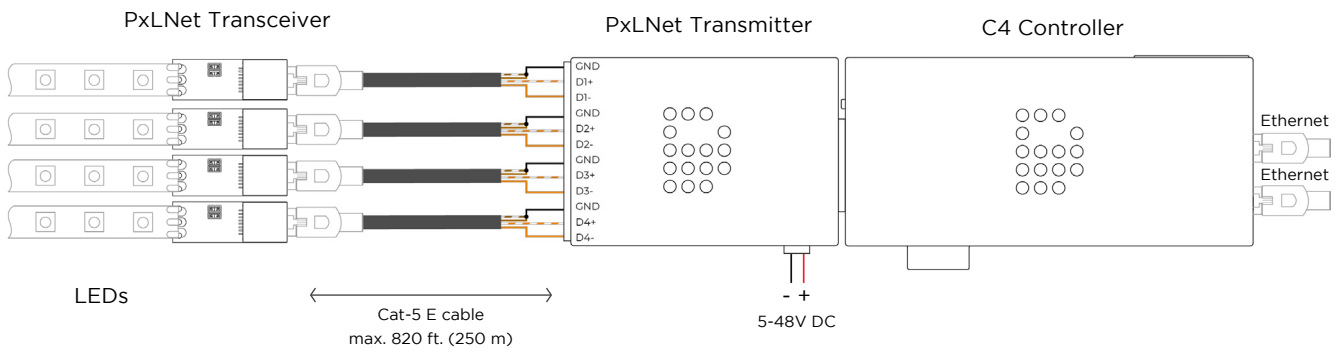 PxLNet Transceiver
PxLNet Transmitter
C4 Controller
GND
D1+
D1-
GND
D2+
D2-
GND
D3+
D3-
GND
D4+
D4-
Ethernet
Ethernet
LEDs
Cat-5 E cable
max. 820 ft. (250 m)
- +
5-48V DC